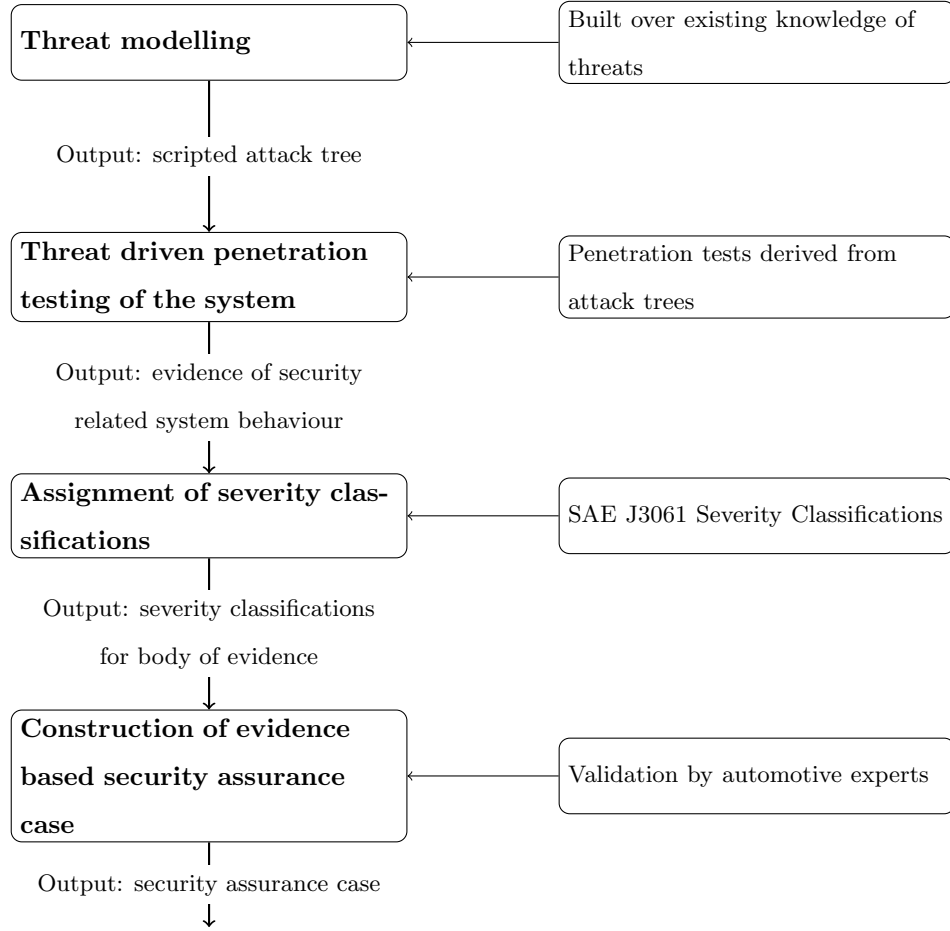 Threat modelling
Built over existing knowledge of
threats
Output: scripted attack tree
Threat driven penetration
testing of the system
Penetration tests derived from
attack trees
Output: evidence of security
related system behaviour
Assignment of severity clas-
sifications
SAE J3061 Severity Classifications
Output: severity classifications
for body of evidence
Construction of evidence
based security assurance
case
Validation by automotive experts
Output: security assurance case